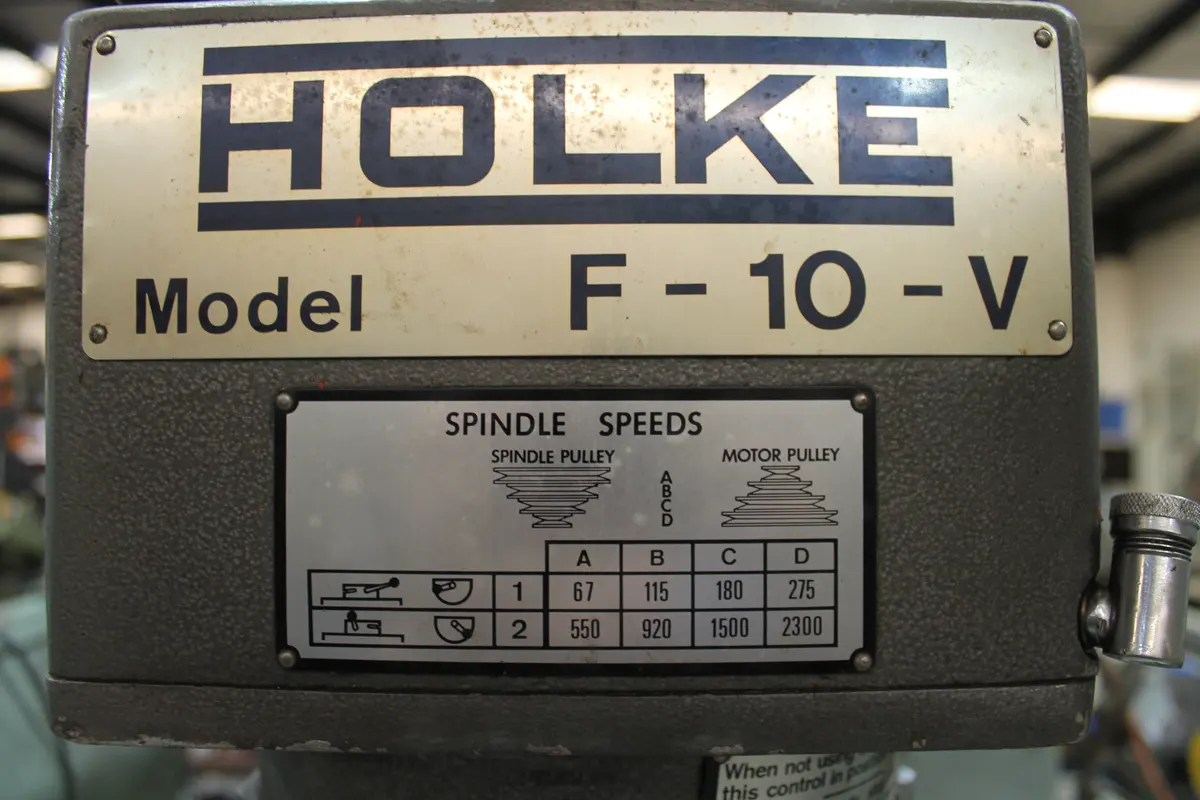 HOLKE
Model F-10-V
SPINDLE SPEEDS
SPINDLE PULLEY MOTOR PULLEY
A
B
C
D
A B C D
1 67 115 180 275
2 550 920 1500 2300
When not using
this control in